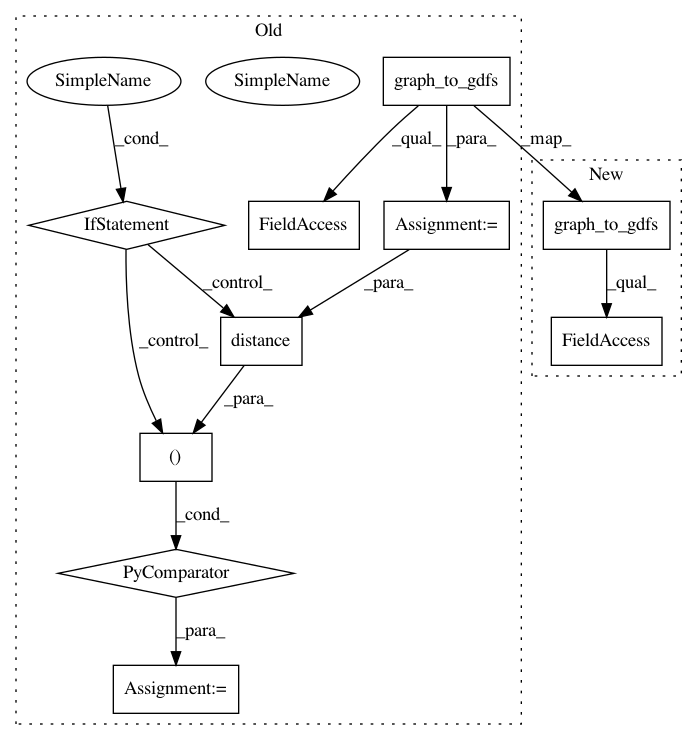 Old
SimpleName
SimpleName
graph_to_gdfs
_cond_
_qual_
_para_
_map_
New
IfStatement
FieldAccess
Assignment:=
graph_to_gdfs
_control_
_para_
_qual_
_control_
distance
FieldAccess
_para_
()
_cond_
PyComparator
_para_
Assignment:=